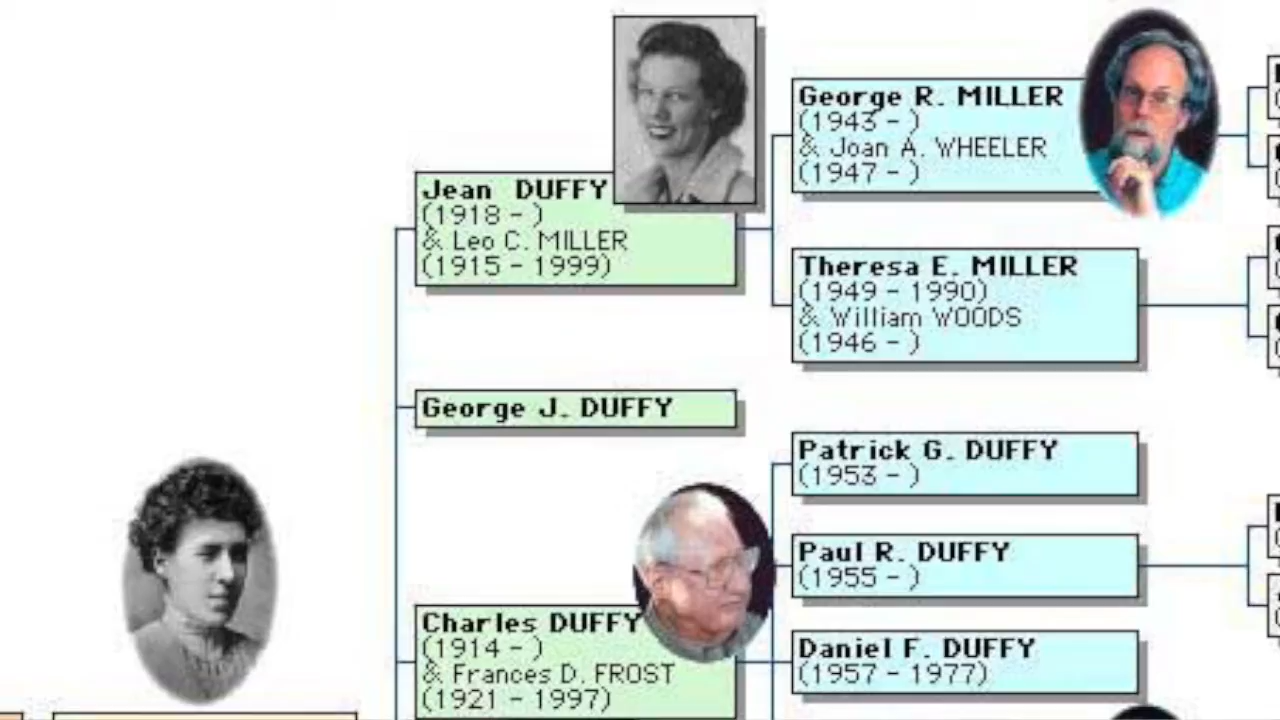 George R. MILLER
(1943 - )
& Joan A. WHEELER
(1947 - )
Jean DUFFY
(1918 - )
& Leo C. MILLER
(1915 - 1999)
Theresa E. MILLER
(1949 - 1990)
& William WOODS
(1946 - )
George J. DUFFY
Patrick G. DUFFY
(1953 - )
Paul R. DUFFY
(1955 - )
Charles DUFFY
(1914 - )
& Frances D. FROST
(1921 - 1997)
Daniel F. DUFFY
(1957 - 1977)